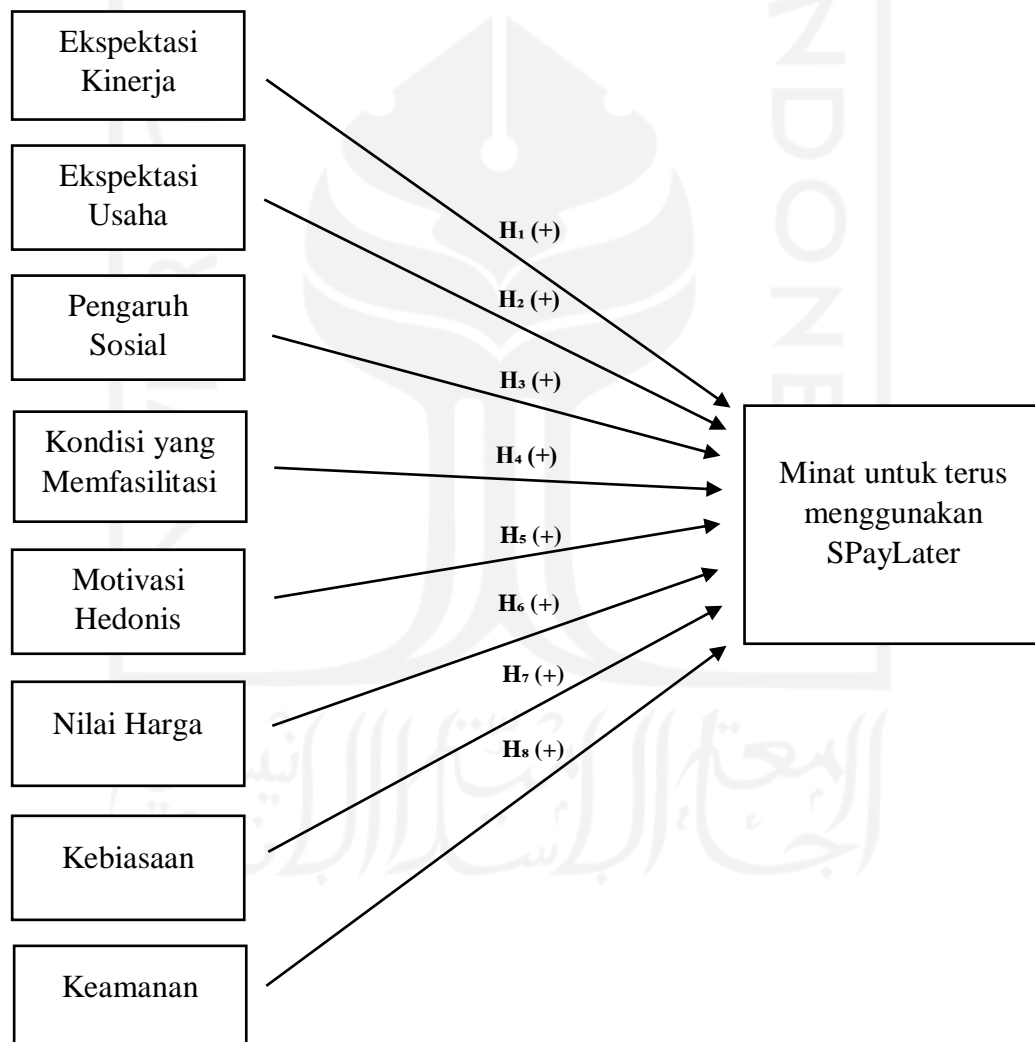 Ekspektasi
Kinerja
Ekspektasi
Usaha
Pengaruh
Sosial
Kondisi yang
Memfasilitasi
Motivasi
Hedonis
Nilai Harga
Kebiasaan
Keamanan
H₁ (+)
H₂ (+)
H₃ (+)
H₄ (+)
H₅ (+)
H₆ (+)
H₇ (+)
H₈ (+)
Minat untuk terus
menggunakan
SPayLater